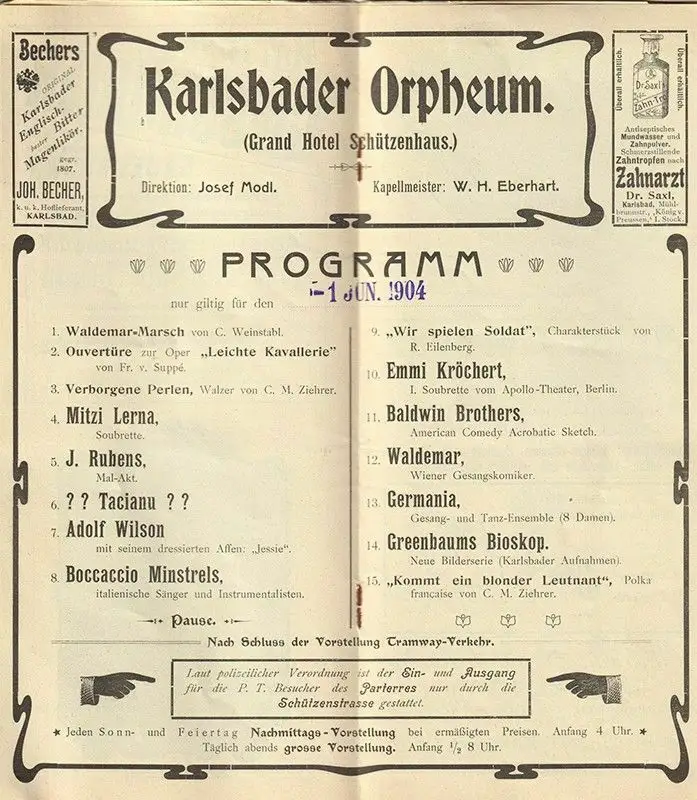 Bechers
ORIGINAL
Karlsbader
Englisch-
bester Bitter
Magenlikör.
gegr.
1807.
JOH. BECHER,
k. u. k. Hoflieferant,
KARLSBAD.
Karlsbader Orpheum.
(Grand Hotel Schützenhaus.)
Direktion: Josef Modl.
Kapellmeister: W. H. Eberhart.
Überall erhältlich.
Dr Saxl
Zahn-
Überall erhältlich.
Antiseptisches
Mundwässer und
Zahnpulver.
Schmerzstillende
Zahntropfen nach
Zahnarzt
Dr. Saxl,
Karlsbad, Mühl-
brunnstr., „König v.
Preussen," I. Stock.
PROGRAMM
nur giltig für den
-1 JUN. 1904
1. Waldemar-Marsch von C. Weinstabl.
2. Ouvertüre zur Oper „Leichte Kavallerie"
von Fr. v. Suppé.
3. Verborgene Perlen, Walzer von C. M. Ziehrer.
4. Mitzi Lerna,
Soubrette.
5. J. Rubens,
Mal-Akt.
6. ? ? Tacianu ? ?
7. Adolf Wilson
mit seinem dressierten Affen: „Jessie".
8. Boccaccio Minstrels,
italienische Sänger und Instrumentalisten.
Pause.
9. „Wir spielen Soldat", Charakterstück von
R. Eilenberg.
10. Emmi Kröchert,
I. Soubrette vom Apollo-Theater, Berlin.
11. Baldwin Brothers,
American Comedy Acrobatic Sketch.
12. Waldemar,
Wiener Gesangskomiker.
13. Germania,
Gesang- und Tanz-Ensemble (8 Damen).
14. Greenbaums Bioskop.
Neue Bilderserie (Karlsbader Aufnahmen).
15. „Kommt ein blonder Leutnant", Polka
française von C. M. Ziehrer.
Nach Schluss der Vorstellung Tramway-Verkehr.
Laut polizeilicher Verordnung ist der Ein- und Ausgang
für die P. T. Besucher des Parterres nur durch die
Schützenstrasse gestattet.
* Jeden Sonn- und Feiertag Nachmittags-Vorstellung bei ermäßigten Preisen. Anfang 4 Uhr. *
Täglich abends grosse Vorstellung. Anfang 1/2 8 Uhr.